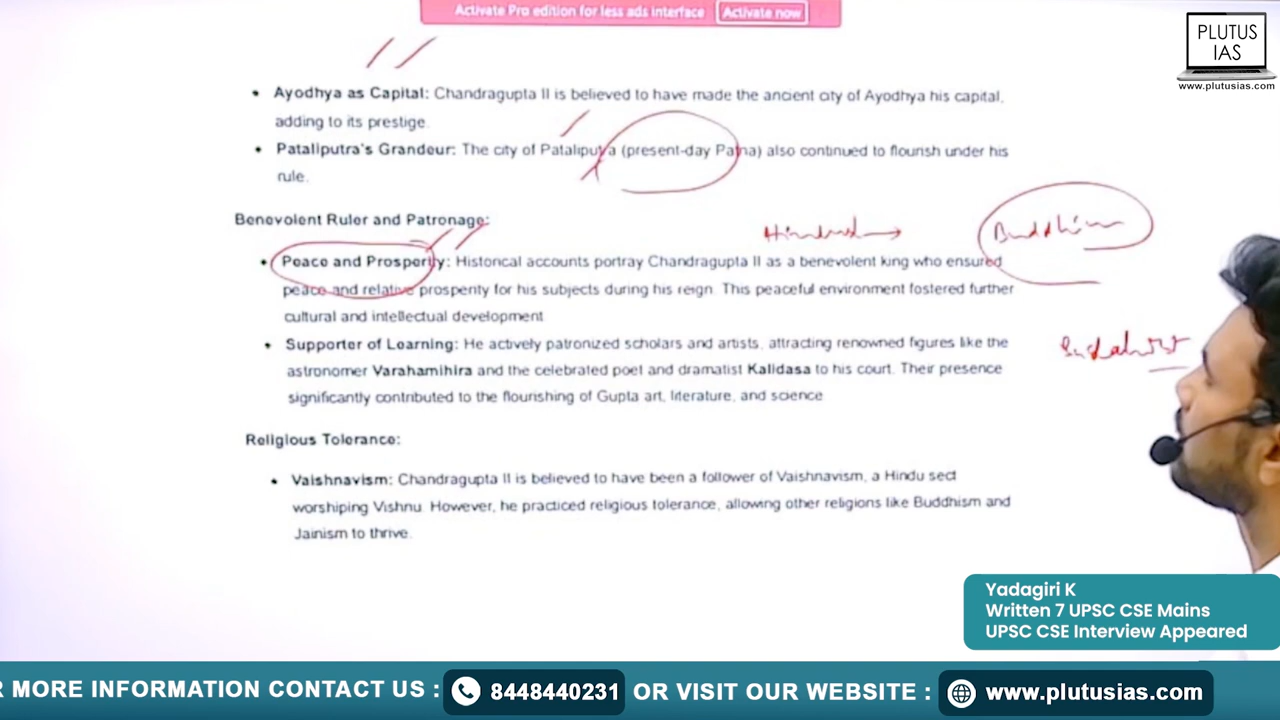 Activate Pro edition for less ads interface Activate now
PLUTUS
IAS
www.plutusias.com
• Ayodhya as Capital: Chandragupta II is believed to have made the ancient city of Ayodhya his capital,
adding to its prestige.
• Pataliputra's Grandeur: The city of Pataliputra (present-day Patna) also continued to flourish under his
rule.
Benevolent Ruler and Patronage:
Buddhism
• Peace and Prosperity: Historical accounts portray Chandragupta II as a benevolent king who ensured
peace and relative prosperity for his subjects during his reign. This peaceful environment fostered further
cultural and intellectual development
• Supporter of Learning: He actively patronized scholars and artists, attracting renowned figures like the
Buddhist
astronomer Varahamihira and the celebrated poet and dramatist Kalidasa to his court. Their presence
significantly contributed to the flourishing of Gupta art, literature, and science
Religious Tolerance:
• Vaishnavism: Chandragupta II is believed to have been a follower of Vaishnavism, a Hindu sect
worshiping Vishnu. However, he practiced religious tolerance, allowing other religions like Buddhism and
Jainism to thrive.
Yadagiri K
Written 7 UPSC CSE Mains
UPSC CSE Interview Appeared
R MORE INFORMATION CONTACT US : 8448440231 OR VISIT OUR WEBSITE : www.plutusias.com